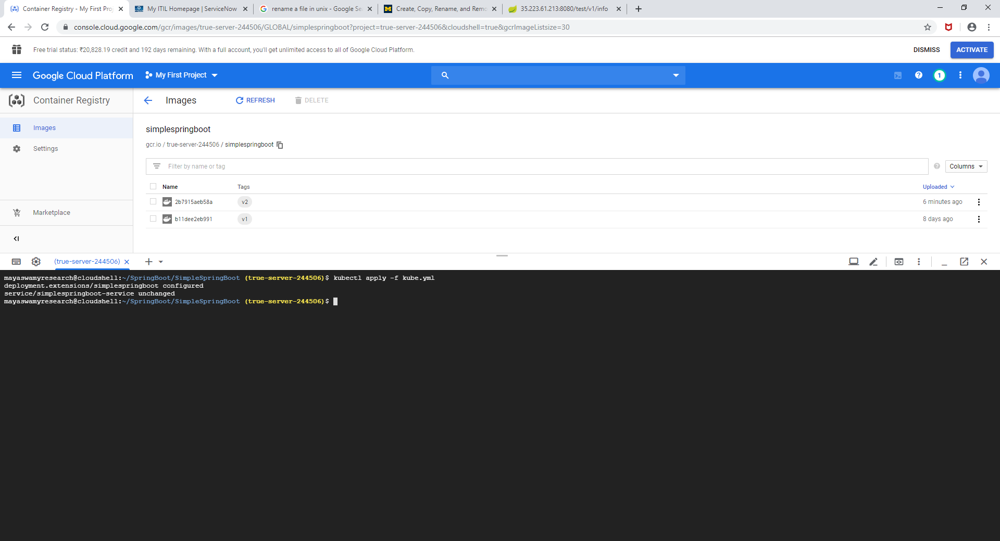 Container Registry - My First Proj
My ITIL Homepage | ServiceNow
rename a file in unix - Google Se
Create, Copy, Rename, and Remo
35.223.61.213:8080/test/v1/info
console.cloud.google.com/gcr/images/true-server-244506/GLOBAL/simplespringboot?project=true-server-244506&cloudshell=true&gcrImageListsize=30
Free trial status: ₹20,828.19 credit and 192 days remaining. With a full account, you'll get unlimited access to all of Google Cloud Platform.
DISMISS
ACTIVATE
Google Cloud Platform
My First Project
1
Container Registry
Images
REFRESH
DELETE
Images
Settings
Marketplace
simplespringboot
gcr.io / true-server-244506 / simplespringboot
Filter by name or tag
Columns
Name Tags Uploaded
2b7915aeb58a v2 6 minutes ago
b11dee2eb991 v1 8 days ago
(true-server-244506)
mayaswamyresearch@cloudshell:~/SpringBoot/SimpleSpringBoot (true-server-244506)$ kubectl apply -f kube.yml
deployment.extensions/simplespringboot configured
service/simplespringboot-service unchanged
mayaswamyresearch@cloudshell:~/SpringBoot/SimpleSpringBoot (true-server-244506)$